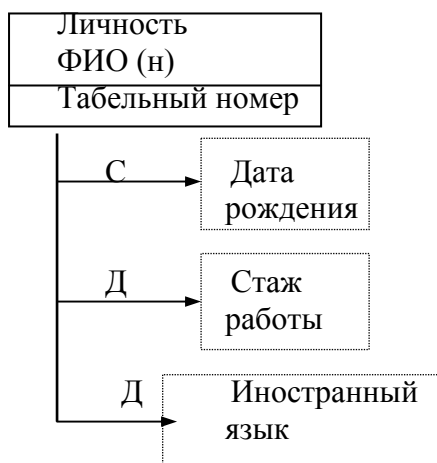 Личность
ФИО (н)
Табельный номер
С
Дата
рождения
Д
Стаж
работы
Д
Иностранный
язык